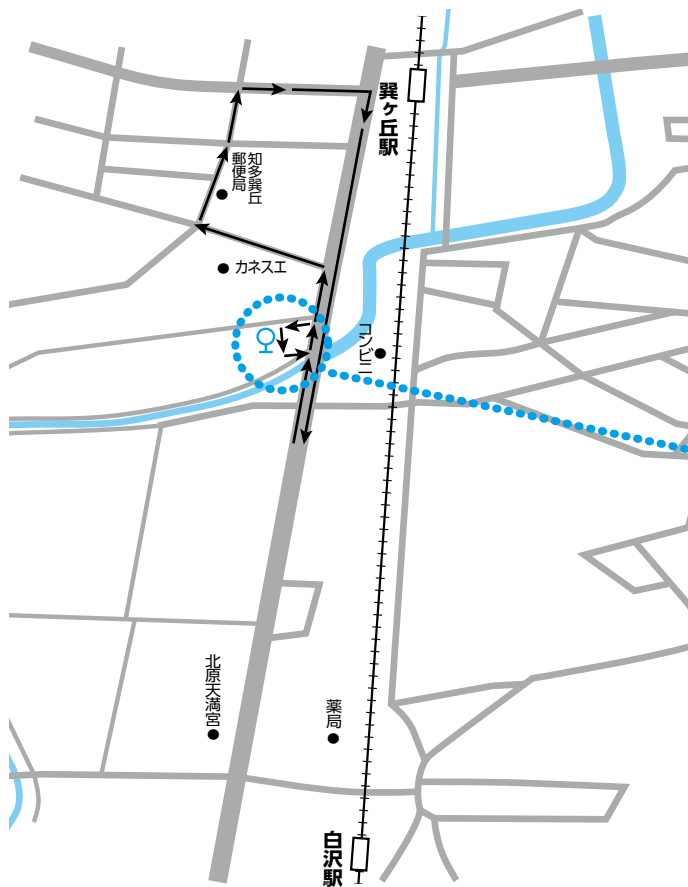 巽ヶ丘駅
知多巽丘
郵便局
カネスエ
コンビニ
北原天満宮
薬局
白沢駅